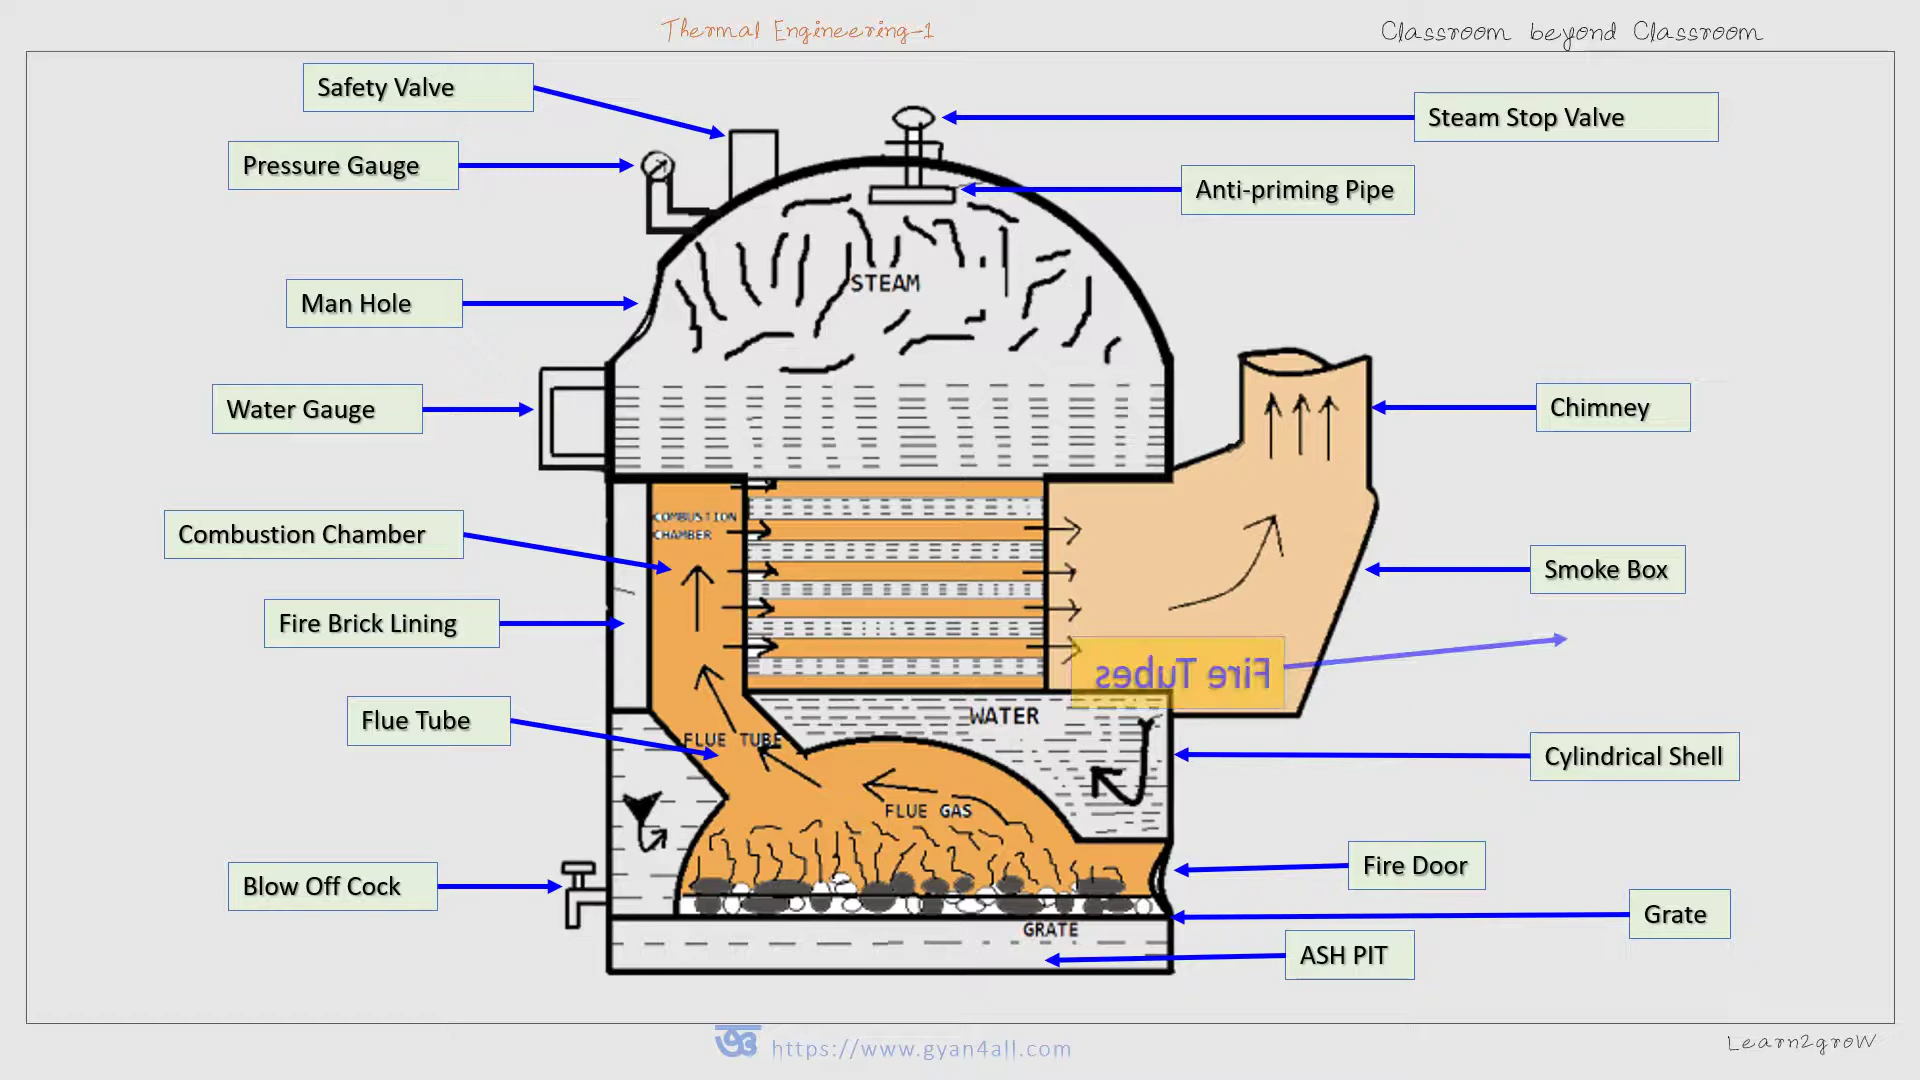 Thermal Engineering-1
Classroom beyond Classroom
Safety Valve
Steam Stop Valve
Pressure Gauge
Anti-priming Pipe
STEAM
Man Hole
Water Gauge
Chimney
Combustion Chamber
COMBUSTION
CHAMBER
Smoke Box
Fire Brick Lining
Fire Tubes
Flue Tube
WATER
FLUE TUBE
Cylindrical Shell
FLUE GAS
Fire Door
Blow Off Cock
Grate
GRATE
ASH PIT
https://www.gyan4all.com
Learn2groW